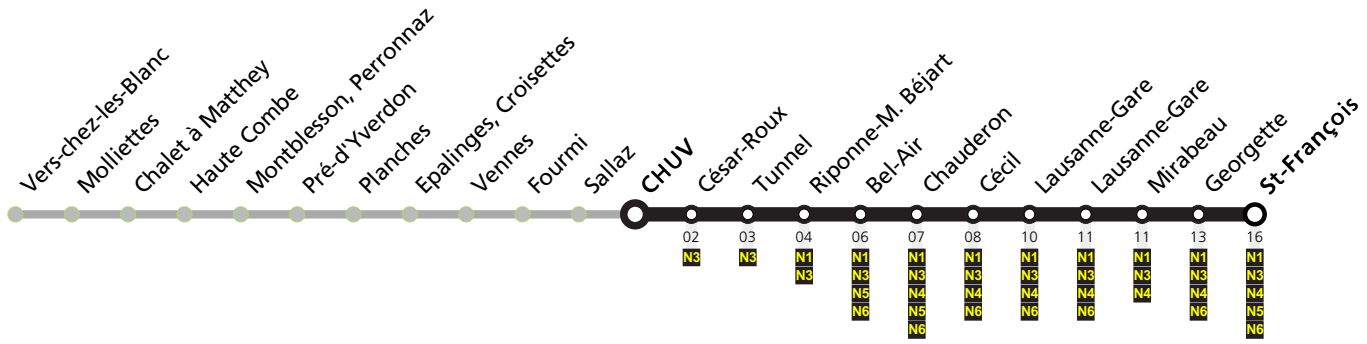 Vers-chez-les-Blanc
Molliettes
Chalet à Matthey
Haute Combe
Montblesson, Perronnaz
Pré-d'Yverdon
Planches
Epalinges, Croisettes
Vennes
Fourmi
Sallaz
CHUV
César-Roux
Tunnel
Riponne-M. Béjart
Bel-Air
Chauderon
Cécil
Lausanne-Gare
Lausanne-Gare
Mirabeau
Georgette
St-François
02 03 04 06 07 08 10 11 11 13 16
N3 N3 N1 N1 N1 N1 N1 N1 N1 N1 N1
N3 N3 N3 N3 N3 N3 N3 N3 N3
N5 N4 N4 N4 N4 N4 N4 N4
N6 N5 N6 N6 N6 N6 N5
N6 N6